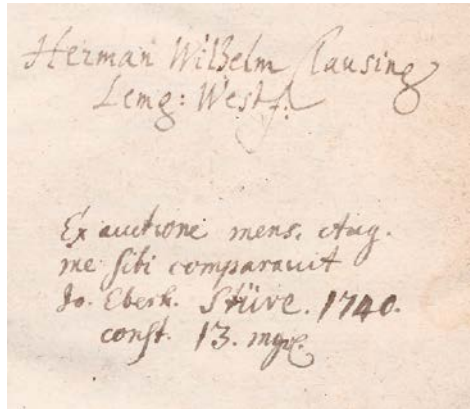 Herman Wilhelm Clausing
Lemg: Westf.
Ex auctione mens. Aug.
me sibi comparavit
Jo. Eberh. Stüve. 1740.
const. 13. mgr.